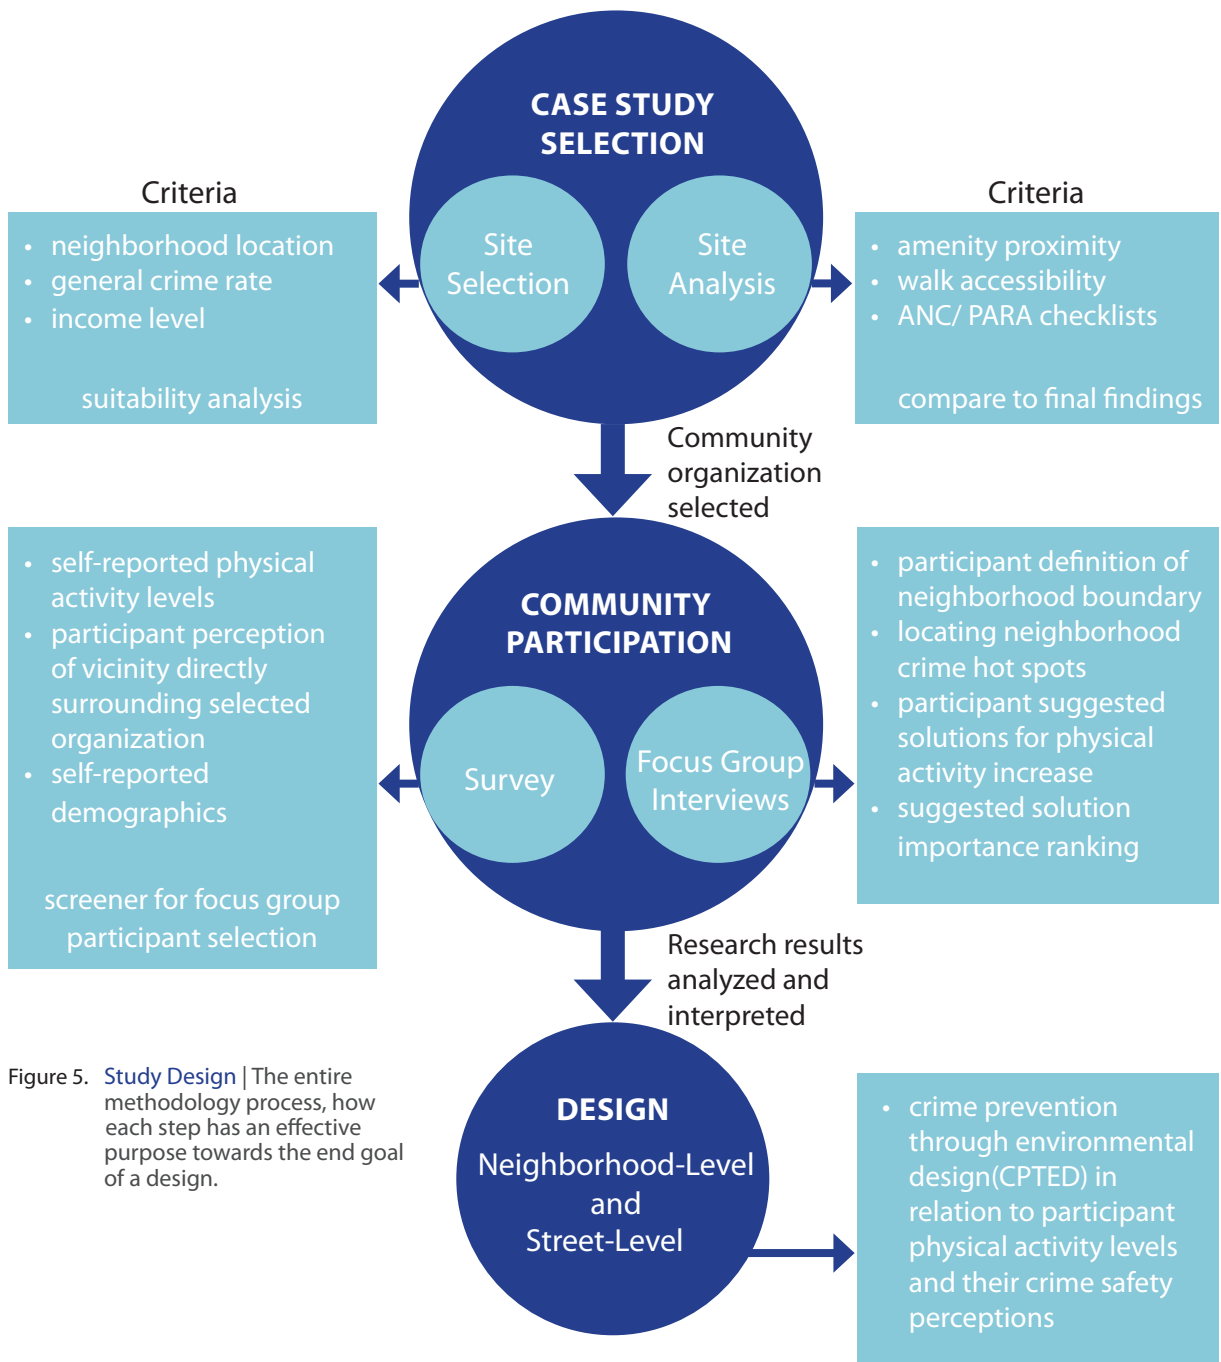 CASE STUDY
SELECTION
Criteria
• neighborhood location
• general crime rate
• income level
suitability analysis
Site
Selection
Site
Analysis
Criteria
• amenity proximity
• walk accessibility
• ANC/ PARA checklists
compare to final findings
Community
organization
selected
• self-reported physical
activity levels
• participant perception
of vicinity directly
surrounding selected
organization
• self-reported
demographics
screener for focus group
participant selection
COMMUNITY
PARTICIPATION
Survey
Focus Group
Interviews
• participant definition of
neighborhood boundary
• locating neighborhood
crime hot spots
• participant suggested
solutions for physical
activity increase
• suggested solution
importance ranking
Research results
analyzed and
interpreted
Figure 5. Study Design | The entire
methodology process, how
each step has an effective
purpose towards the end goal
of a design.
DESIGN
Neighborhood-Level
and
Street-Level
• crime prevention
through environmental
design(CPTED) in
relation to participant
physical activity levels
and their crime safety
perceptions